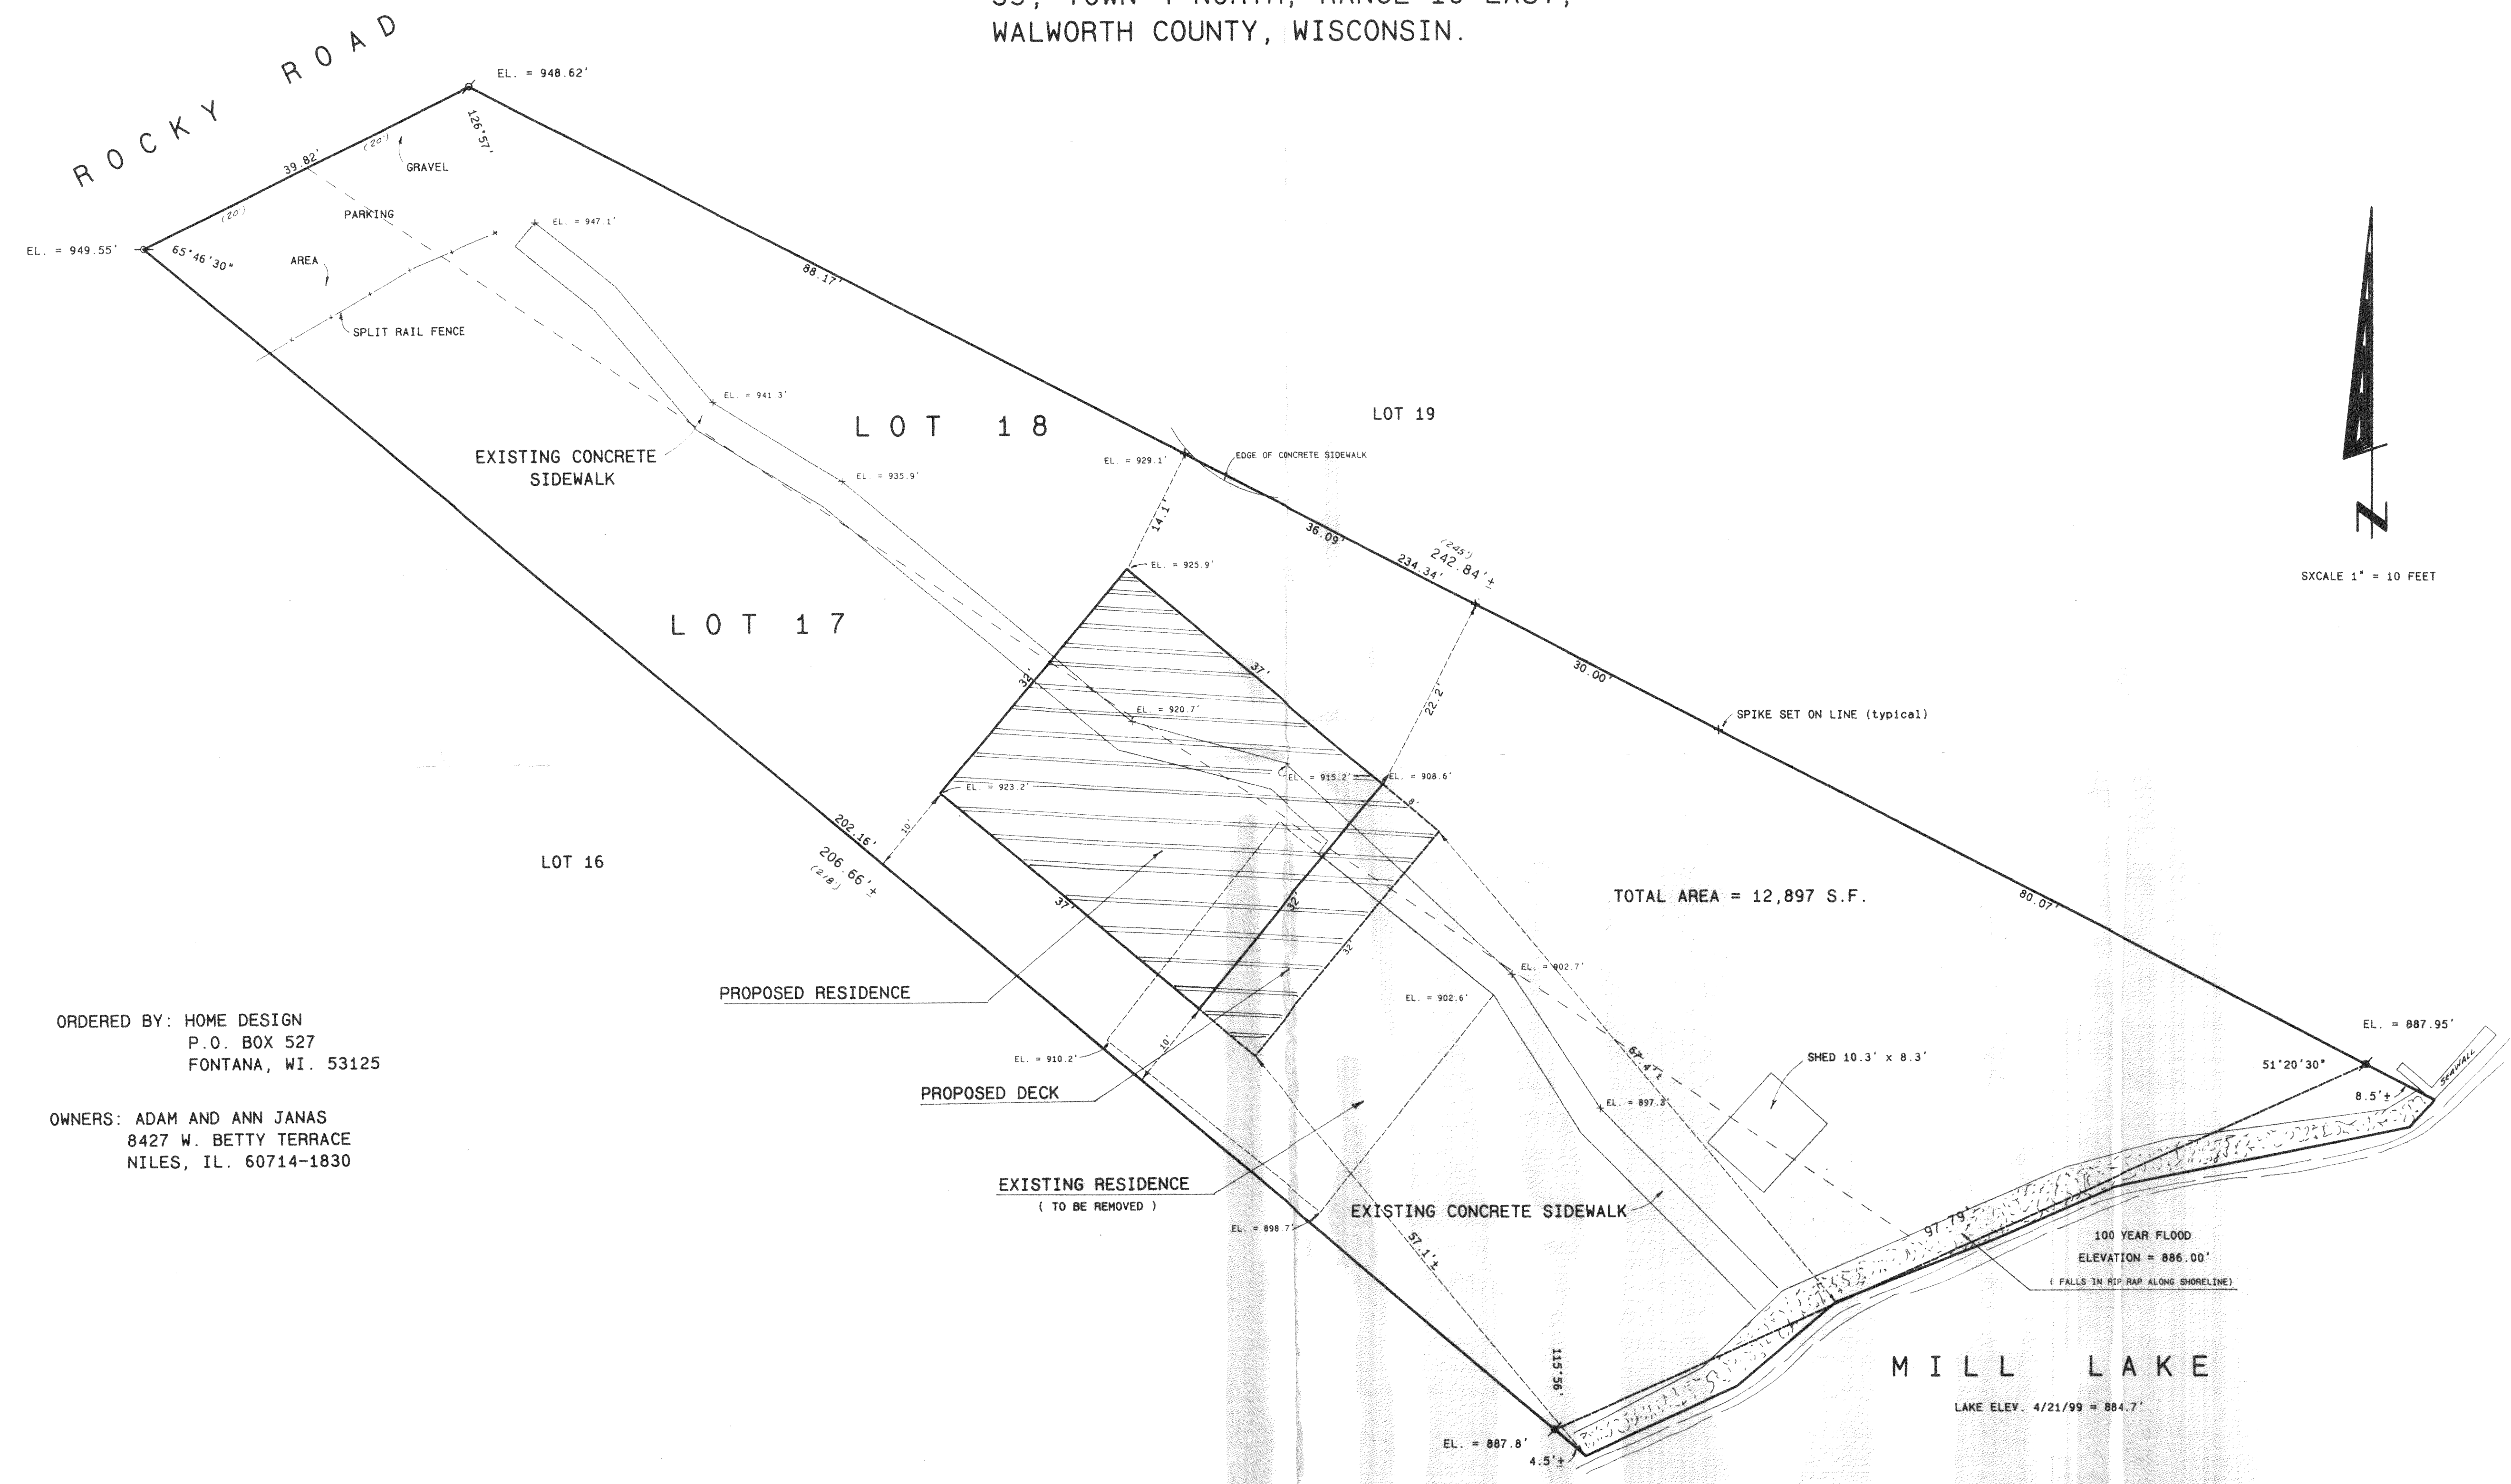 WALWORTH COUNTY, WISCONSIN.
ROCKY ROAD
EL. = 948.62'
126°57'
(20')
GRAVEL
39.82'
(20')
PARKING
AREA
EL. = 949.55'
65°46'30"
SPLIT RAIL FENCE
EL. = 947.1'
88.17'
EL. = 941.3'
EXISTING CONCRETE
SIDEWALK
EL = 935.9'
LOT 18
LOT 19
EL. = 929.1'
EDGE OF CONCRETE SIDEWALK
14.1'
36.09'
(245')
242.84'±
234.34'
EL. = 925.9'
SXCALE 1" = 10 FEET
N
LOT 17
37'
32'
22.2'
30.00'
SPIKE SET ON LINE (typical)
EL. = 920.7'
EL. = 915.2'
EL. = 908.6'
EL. = 923.2'
8'
10'
202.16'
206.66'±
(218')
LOT 16
37'
32'
32'
TOTAL AREA = 12,897 S.F.
80.07'
EL. = 902.7'
EL. = 902.6'
PROPOSED RESIDENCE
EL. = 910.2'
10'
PROPOSED DECK
67.4'±
SHED 10.3' x 8.3'
EL. = 897.3'
EL. = 887.95'
51°20'30"
8.5'±
SEAWALL
EXISTING RESIDENCE
( TO BE REMOVED )
EL. = 898.7'
EXISTING CONCRETE SIDEWALK
57.1'±
97.79'
100 YEAR FLOOD
ELEVATION = 886.00'
( FALLS IN RIP RAP ALONG SHORELINE)
115°56'
EL. = 887.8'
4.5'±
MILL LAKE
LAKE ELEV. 4/21/99 = 884.7'
ORDERED BY: HOME DESIGN
P.O. BOX 527
FONTANA, WI. 53125
OWNERS: ADAM AND ANN JANAS
8427 W. BETTY TERRACE
NILES, IL. 60714-1830